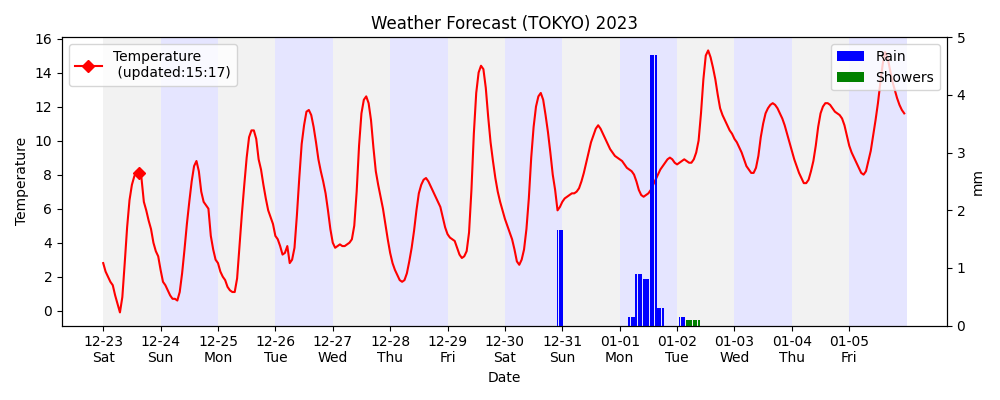 Weather Forecast (TOKYO) 2023
Temperature
(updated:15:17)
Rain
Showers
Temperature
16
14
12
10
8
6
4
2
0
5
4
3
2
1
0
mm
12-23 12-24 12-25 12-26 12-27 12-28 12-29 12-30 12-31 01-01 01-02 01-03 01-04 01-05
Sat Sun Mon Tue Wed Thu Fri Sat Sun Mon Tue Wed Thu Fri
Date